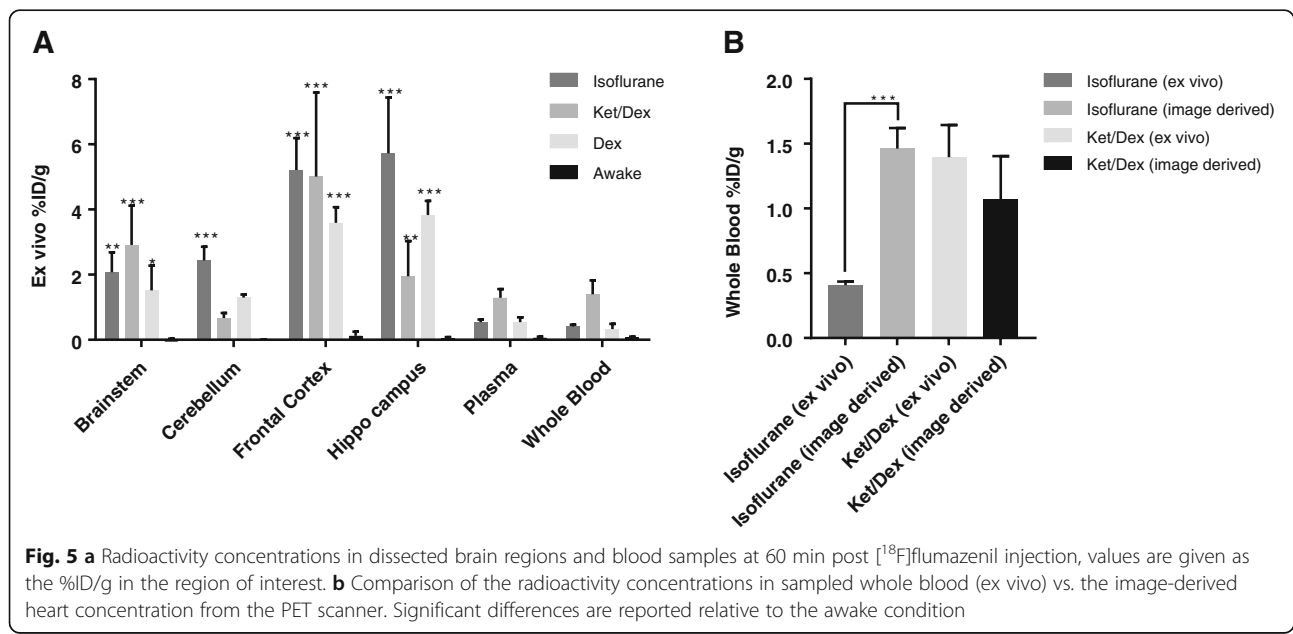 A
Ex vivo %ID/g
8
6
4
2
0
** *** * *** *** *** *** *** ** ***
Isoflurane
Ket/Dex
Dex
Awake
Brainstem
Cerebellum
Frontal Cortex
Hippo campus
Plasma
Whole Blood
B
Whole Blood %ID/g
2.0
1.5
1.0
0.5
0.0
***
Isoflurane (ex vivo)
Isoflurane (image derived)
Ket/Dex (ex vivo)
Ket/Dex (image derived)
Isoflurane (ex vivo)
Isoflurane (image derived)
Ket/Dex (ex vivo)
Ket/Dex (image derived)
Fig. 5 a Radioactivity concentrations in dissected brain regions and blood samples at 60 min post [¹⁸F]flumazenil injection, values are given as
the %ID/g in the region of interest. b Comparison of the radioactivity concentrations in sampled whole blood (ex vivo) vs. the image-derived
heart concentration from the PET scanner. Significant differences are reported relative to the awake condition